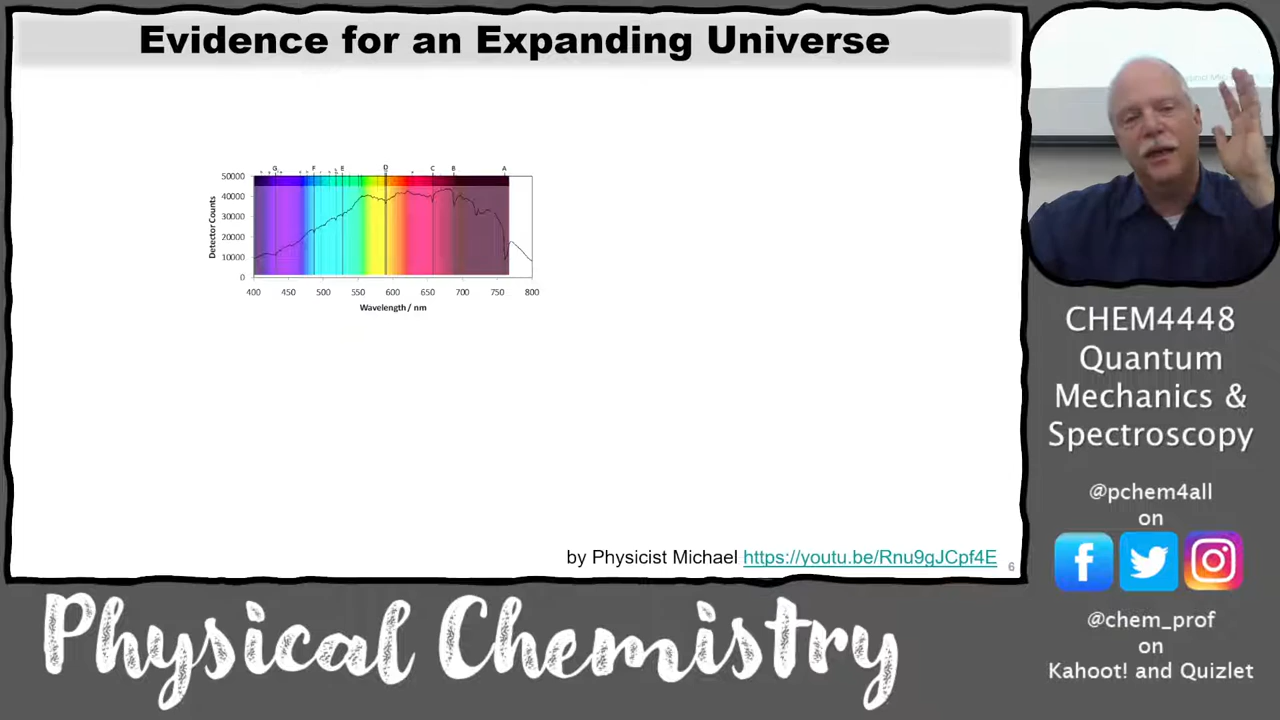 Evidence for an Expanding Universe
G F E D C B A
50000
40000
30000
20000
10000
0
Detector Counts
400 450 500 550 600 650 700 750 800
Wavelength / nm
by Physicist Michael https://youtu.be/Rnu9gJCpf4E
6
CHEM4448
Quantum
Mechanics &
Spectroscopy
@pchem4all
on
@chem_prof
on
Kahoot! and Quizlet
Physical Chemistry